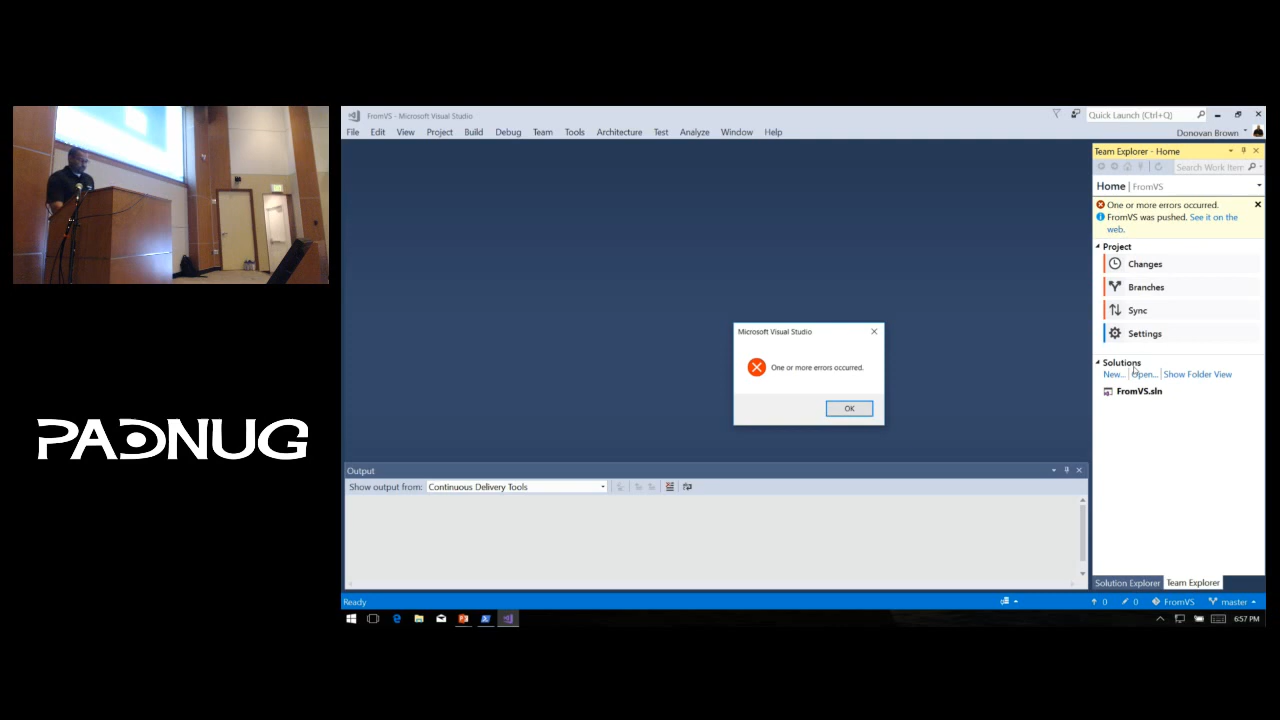 FromVS - Microsoft Visual Studio
Quick Launch (Ctrl+Q)
File Edit View Project Build Debug Team Tools Architecture Test Analyze Window Help
Donovan Brown
Team Explorer - Home
Search Work Item
Home | FromVS
One or more errors occurred.
FromVS was pushed. See it on the
web.
Project
Changes
Branches
Sync
Settings
Solutions
New... | Open... | Show Folder View
FromVS.sln
Microsoft Visual Studio
One or more errors occurred.
OK
PADNUG
Output
Show output from: Continuous Delivery Tools
Solution Explorer Team Explorer
Ready
0 0 FromVS master
6:57 PM